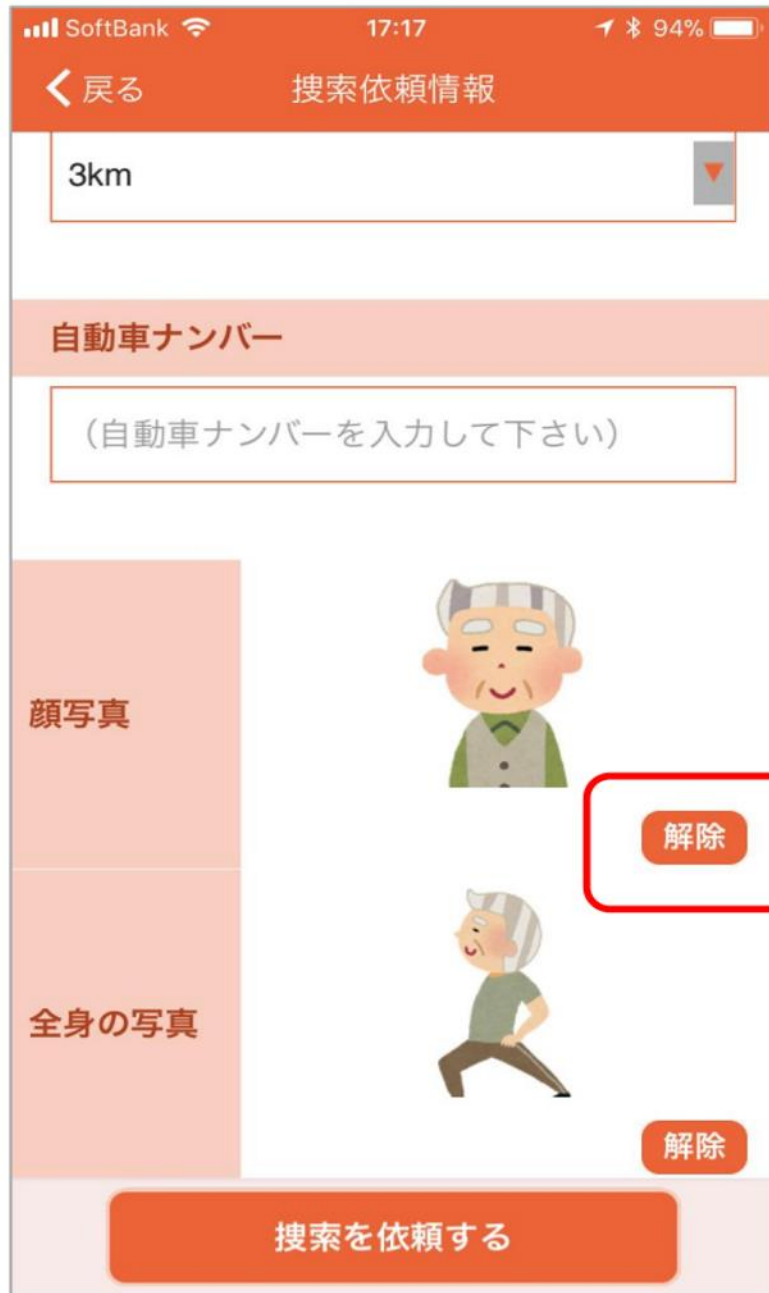 SoftBank 17:17 94%
戻る 捜索依頼情報
3km
自動車ナンバー
（自動車ナンバーを入力して下さい）
顔写真
解除
全身の写真
解除
捜索を依頼する